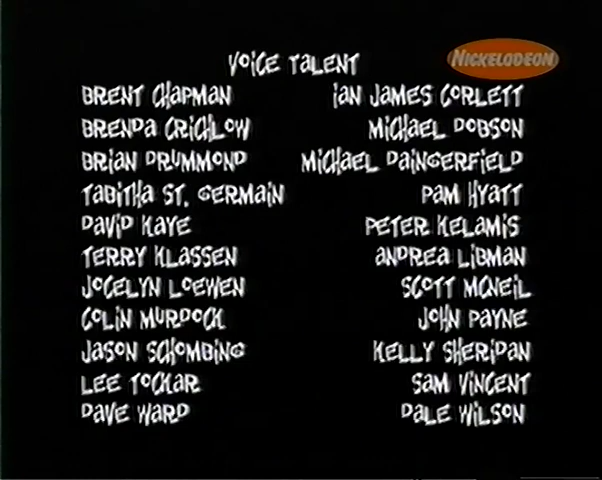 VOICE TALENT
NICKELODEON
BRENT CHAPMAN IAN JAMES CORLETT
BRENDA CRICHLOW MICHAEL DOBSON
BRIAN DRUMMOND MICHAEL DAINGERFIELD
TABITHA ST. GERMAIN PAM HYATT
DAVID KAYE PETER KELAMIS
TERRY KLASSEN ANDREA LIBMAN
JOCELYN LOEWEN SCOTT MCNEIL
COLIN MURDOCK JOHN PAYNE
JASON SCHOMBING KELLY SHERIDAN
LEE TOCKAR SAM VINCENT
DAVE WARD DALE WILSON